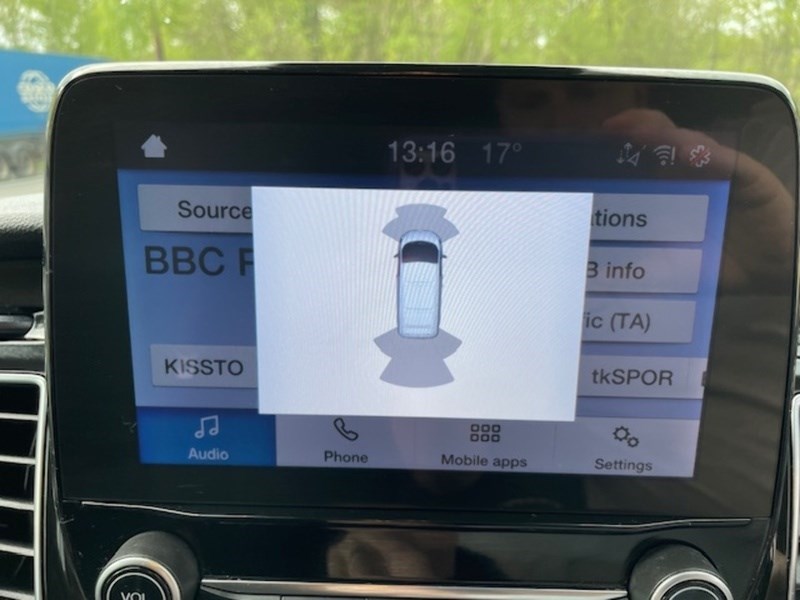 13:16 17°
Source
BBC
KISSTO
tions
B info
ic (TA)
tkSPOR
Audio
Phone
Mobile apps
Settings
VOL